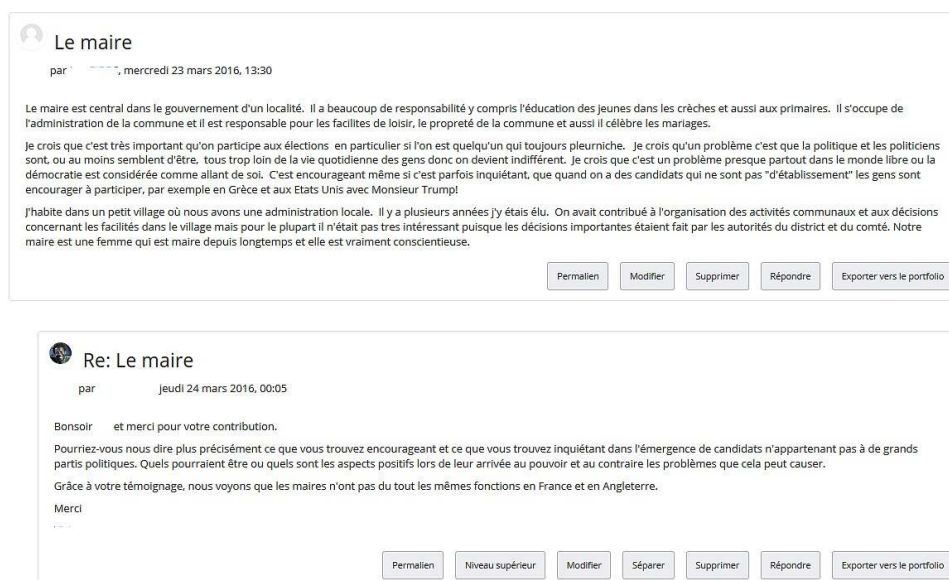 Le maire
par , mercredi 23 mars 2016, 13:30
Le maire est central dans le gouvernement d'un localité. Il a beaucoup de responsabilité y compris l'éducation des jeunes dans les crèches et aussi aux primaires. Il s'occupe de
l'administration de la commune et il est responsable pour les facilites de loisir, le propreté de la commune et aussi il célèbre les mariages.
Je crois que c'est très important qu'on participe aux élections en particulier si l'on est quelqu'un qui toujours pleurniche. Je crois qu'un problème c'est que la politique et les politiciens
sont, ou au moins semblent d'être, tous trop loin de la vie quotidienne des gens donc on devient indifférent. Je crois que c'est un problème presque partout dans le monde libre ou la
démocratie est considérée comme allant de soi. C'est encourageant même si c'est parfois inquiétant, que quand on a des candidats qui ne sont pas "d'établissement" les gens sont
encourager à participer, par exemple en Grèce et aux Etats Unis avec Monsieur Trump!
J'habite dans un petit village où nous avons une administration locale. Il y a plusieurs années j'y étais élu. On avait contribué à l'organisation des activités communaux et aux décisions
concernant les facilités dans le village mais pour le plupart il n'était pas tres intéressant puisque les décisions importantes étaient fait par les autorités du district et du comté. Notre
maire est une femme qui est maire depuis longtemps et elle est vraiment conscientieuse.
Permalien Modifier Supprimer Répondre Exporter vers le portfolio
Re: Le maire
par jeudi 24 mars 2016, 00:05
Bonsoir et merci pour votre contribution.
Pourriez-vous nous dire plus précisément ce que vous trouvez encourageant et ce que vous trouvez inquiétant dans l'émergence de candidats n'appartenant pas à de grands
partis politiques. Quels pourraient être ou quels sont les aspects positifs lors de leur arrivée au pouvoir et au contraire les problèmes que cela peut causer.
Grâce à votre témoignage, nous voyons que les maires n'ont pas du tout les mêmes fonctions en France et en Angleterre.
Merci
Permalien Niveau supérieur Modifier Séparer Supprimer Répondre Exporter vers le portfolio